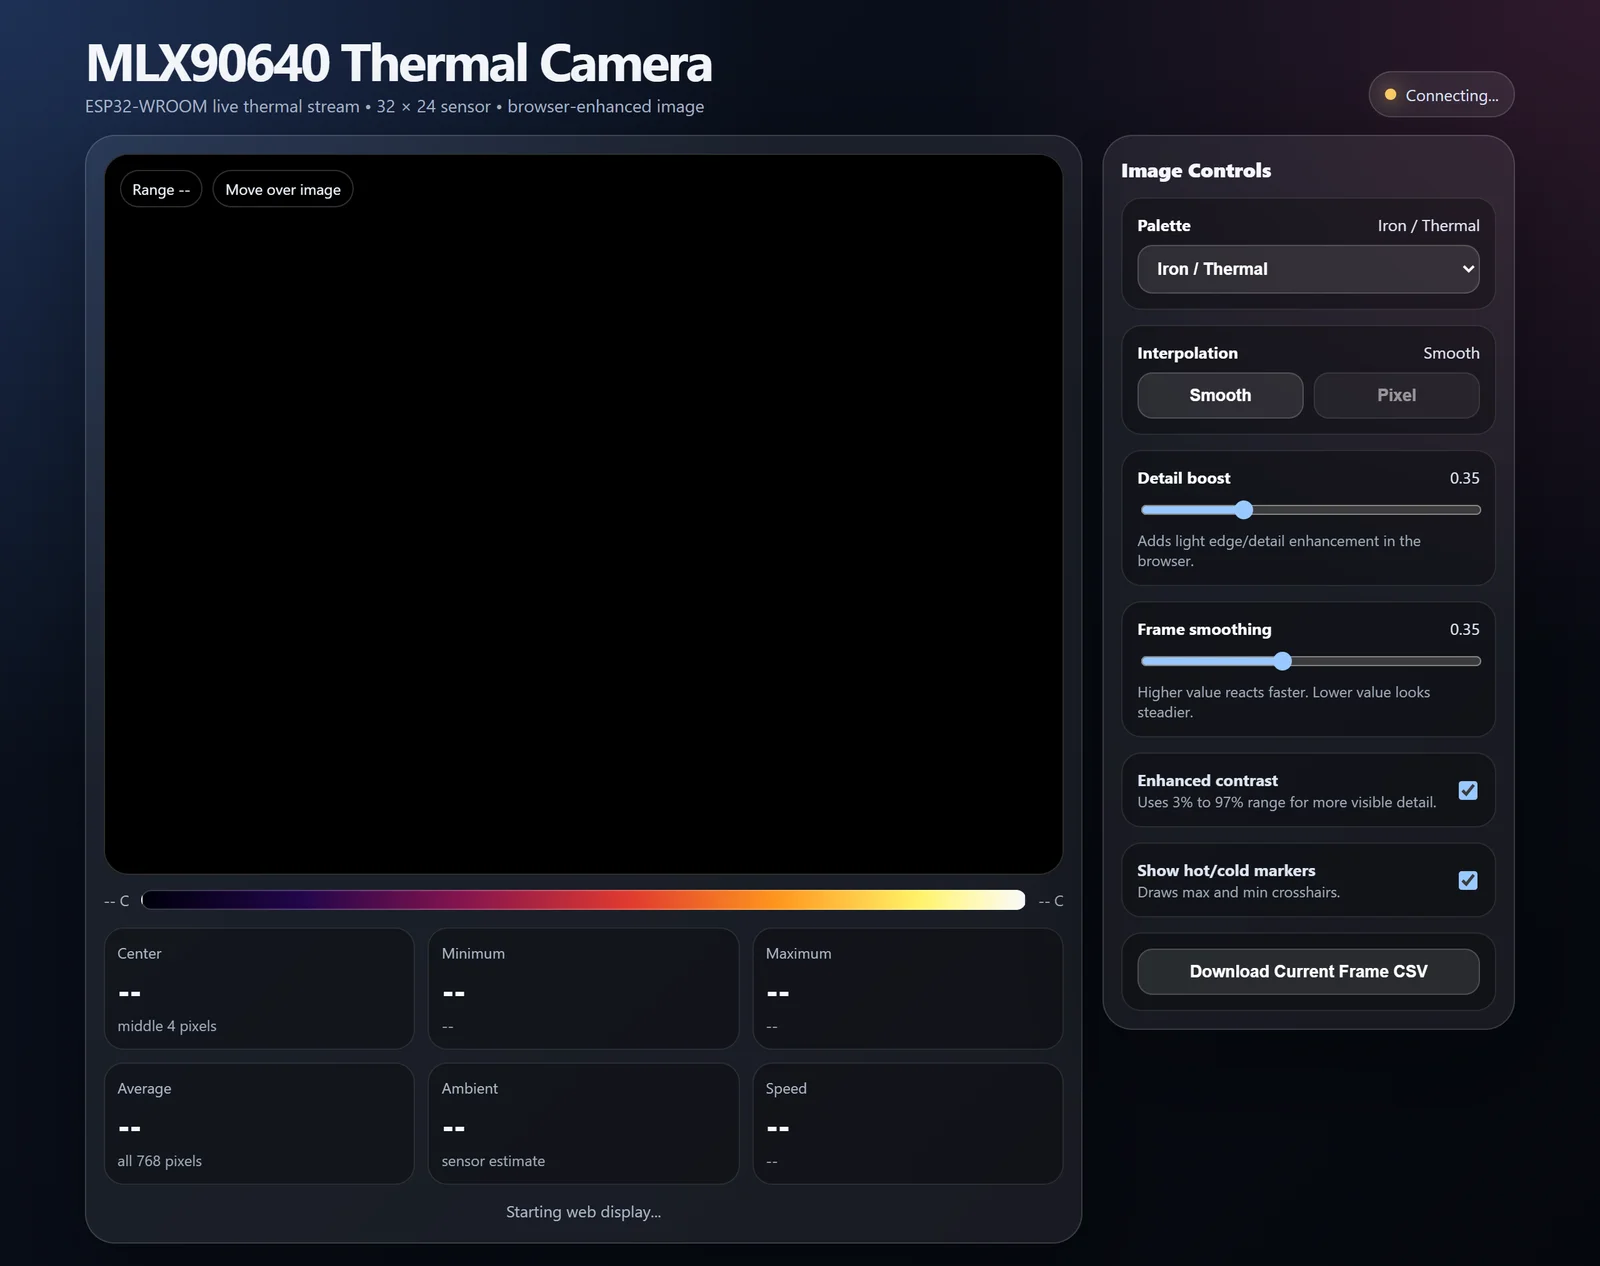 MLX90640 Thermal Camera
ESP32-WROOM live thermal stream • 32 × 24 sensor • browser-enhanced image
Connecting...
Range --
Move over image
-- C
-- C
Center
--
middle 4 pixels
Minimum
--
--
Maximum
--
--
Average
--
all 768 pixels
Ambient
--
sensor estimate
Speed
--
--
Starting web display...
Image Controls
Palette
Iron / Thermal
Iron / Thermal
Interpolation
Smooth
Smooth
Pixel
Detail boost
0.35
Adds light edge/detail enhancement in the
browser.
Frame smoothing
0.35
Higher value reacts faster. Lower value looks
steadier.
Enhanced contrast
Uses 3% to 97% range for more visible detail.
Show hot/cold markers
Draws max and min crosshairs.
Download Current Frame CSV